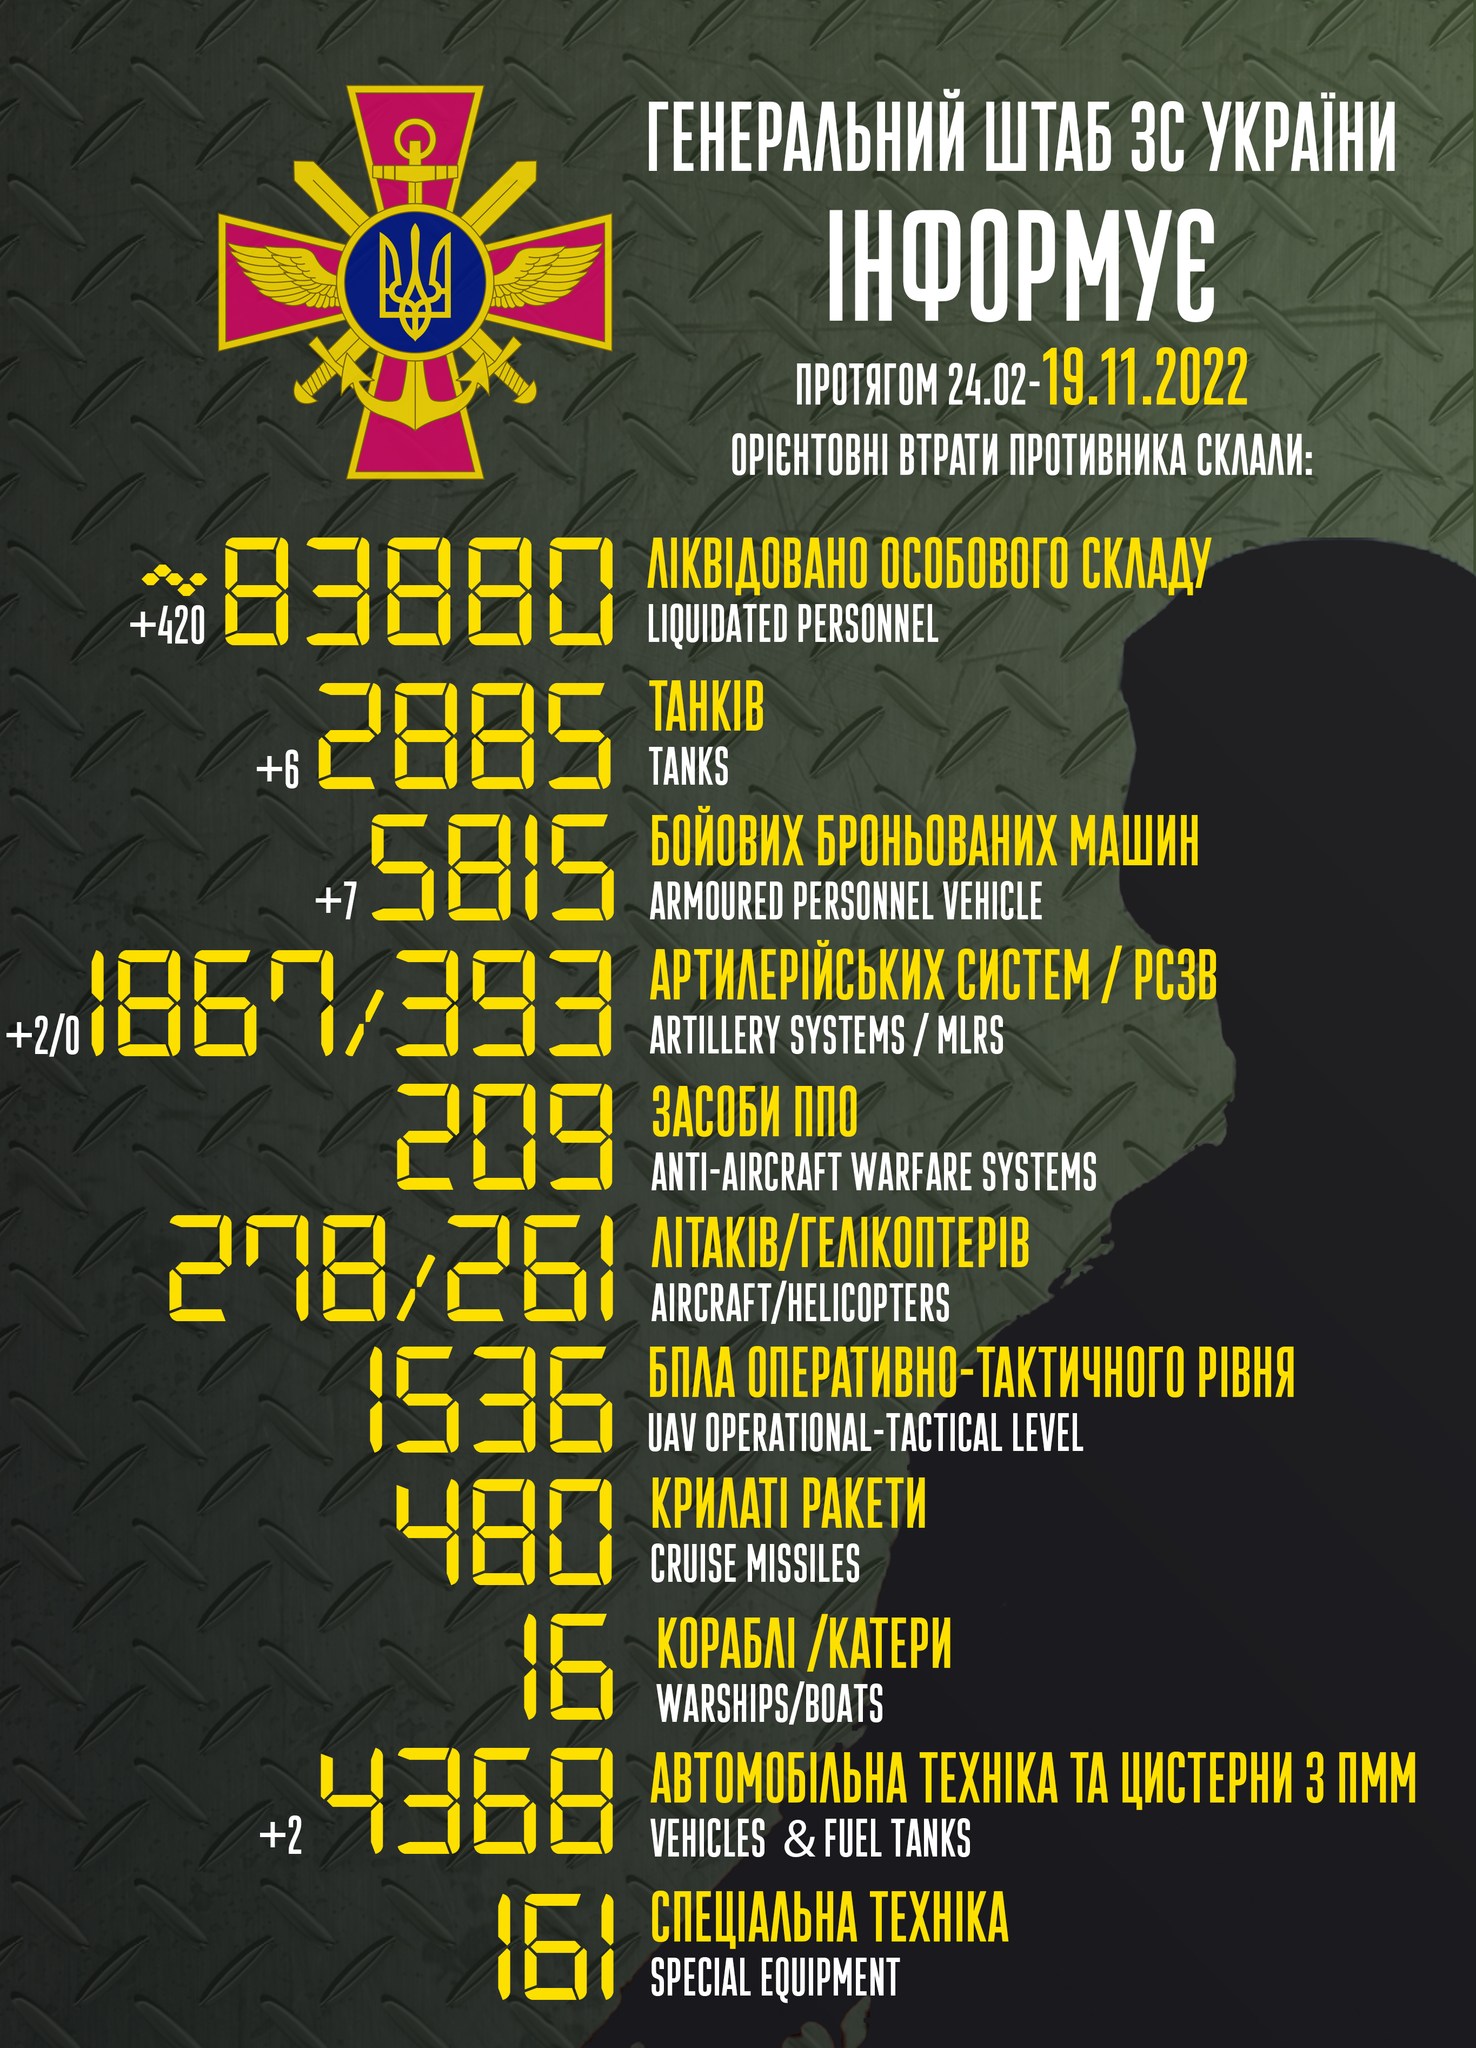 ГЕНЕРАЛЬНИЙ ШТАБ ЗС УКРАЇНИ
ІНФОРМУЄ
ПРОТЯГОМ 24.02-19.11.2022
ОРІЄНТОВНІ ВТРАТИ ПРОТИВНИКА СКЛАЛИ:
~83880 ЛІКВІДОВАНО ОСОБОВОГО СКЛАДУ
+420 LIQUIDATED PERSONNEL
2885 ТАНКІВ
+6 TANKS
5815 БОЙОВИХ БРОНЬОВАНИХ МАШИН
+7 ARMOURED PERSONNEL VEHICLE
1867/393 АРТИЛЕРІЙСЬКИХ СИСТЕМ / РСЗВ
+2/0 ARTILLERY SYSTEMS / MLRS
209 ЗАСОБИ ППО
ANTI-AIRCRAFT WARFARE SYSTEMS
278/261 ЛІТАКІВ/ГЕЛІКОПТЕРІВ
AIRCRAFT/HELICOPTERS
1536 БПЛА ОПЕРАТИВНО-ТАКТИЧНОГО РІВНЯ
UAV OPERATIONAL-TACTICAL LEVEL
480 КРИЛАТІ РАКЕТИ
CRUISE MISSILES
16 КОРАБЛІ /КАТЕРИ
WARSHIPS/BOATS
4368 АВТОМОБІЛЬНА ТЕХНІКА ТА ЦИСТЕРНИ З ПММ
+2 VEHICLES & FUEL TANKS
161 СПЕЦІАЛЬНА ТЕХНІКА
SPECIAL EQUIPMENT